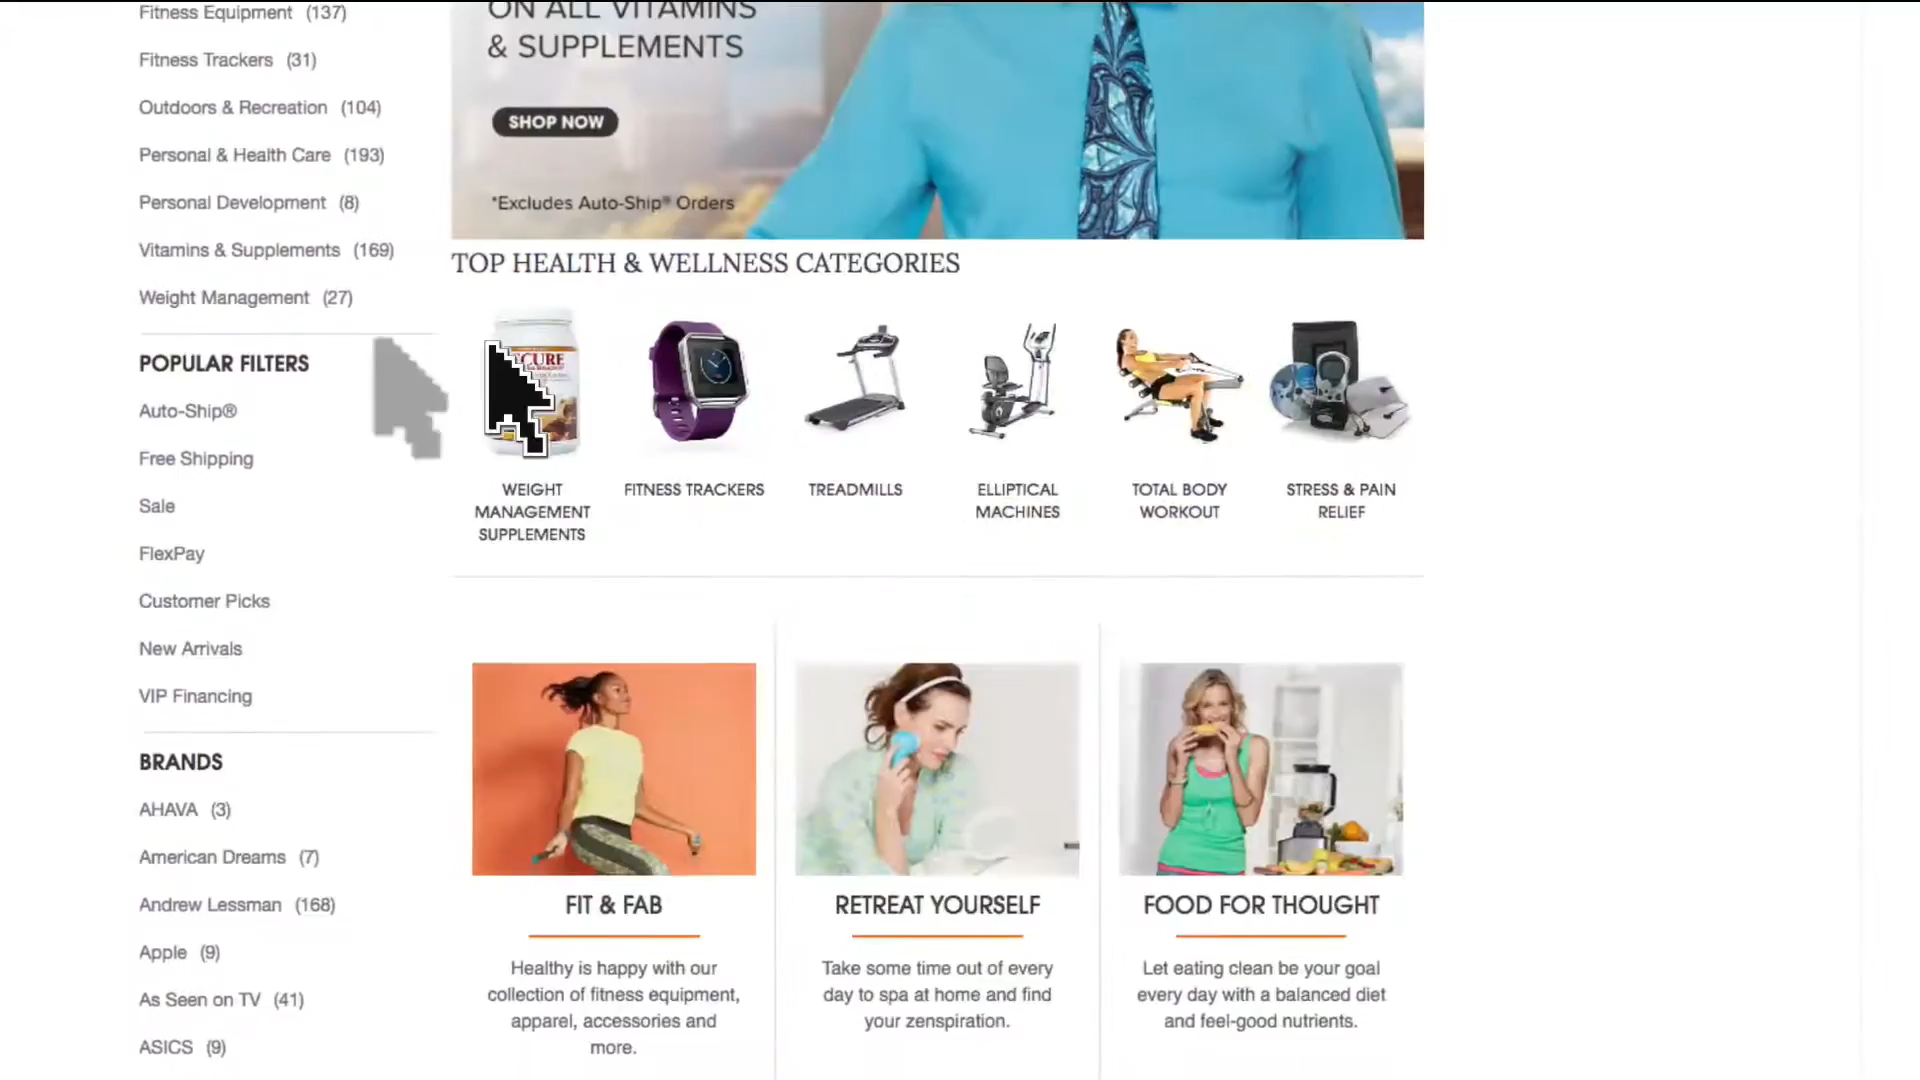 Fitness Equipment (137)
Fitness Trackers (31)
Outdoors & Recreation (104)
Personal & Health Care (193)
Personal Development (8)
Vitamins & Supplements (169)
Weight Management (27)
POPULAR FILTERS
Auto-Ship®
Free Shipping
Sale
FlexPay
Customer Picks
New Arrivals
VIP Financing
BRANDS
AHAVA (3)
American Dreams (7)
Andrew Lessman (168)
Apple (9)
As Seen on TV (41)
ASICS (9)
ON ALL VITAMINS
& SUPPLEMENTS
SHOP NOW
*Excludes Auto-Ship® Orders
TOP HEALTH & WELLNESS CATEGORIES
WEIGHT
MANAGEMENT
SUPPLEMENTS
FITNESS TRACKERS
TREADMILLS
ELLIPTICAL
MACHINES
TOTAL BODY
WORKOUT
STRESS & PAIN
RELIEF
FIT & FAB
Healthy is happy with our
collection of fitness equipment,
apparel, accessories and
more.
RETREAT YOURSELF
Take some time out of every
day to spa at home and find
your zenspiration.
FOOD FOR THOUGHT
Let eating clean be your goal
every day with a balanced diet
and feel-good nutrients.